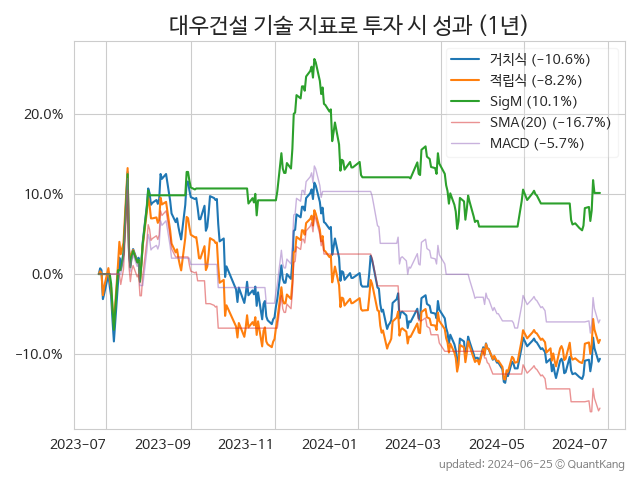 대우건설 기술 지표로 투자 시 성과 (1년)
거치식 (−10.6%)
적립식 (−8.2%)
SigM (10.1%)
SMA(20) (−16.7%)
MACD (−5.7%)
20.0%
10.0%
0.0%
−10.0%
2023−07 2023−09 2023−11 2024−01 2024−03 2024−05 2024−07
updated: 2024-06-25 © QuantKang